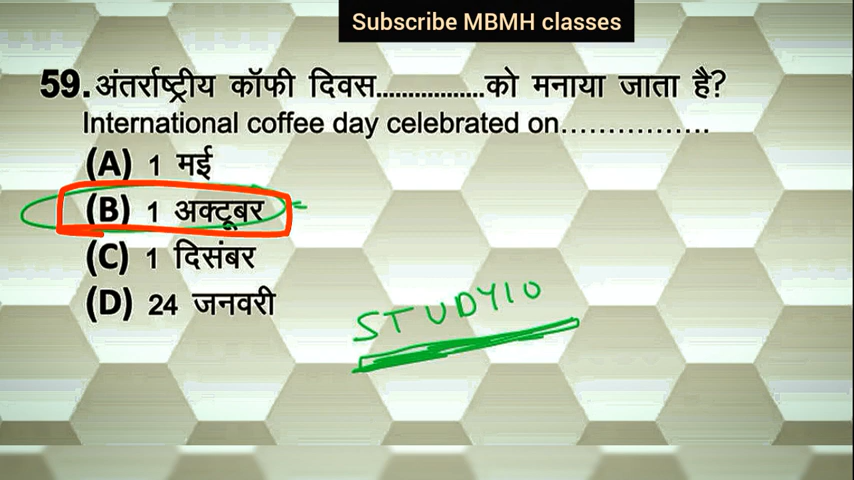 Subscribe MBMH classes
59. अंतर्राष्ट्रीय कॉफी दिवस.................को मनाया जाता है?
International coffee day celebrated on................
(A) 1 मई
(B) 1 अक्टूबर
(C) 1 दिसंबर
(D) 24 जनवरी
STUDY10